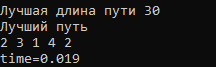 Лучшая длина пути 30
Лучший путь
2 3 1 4 2
time=0.019